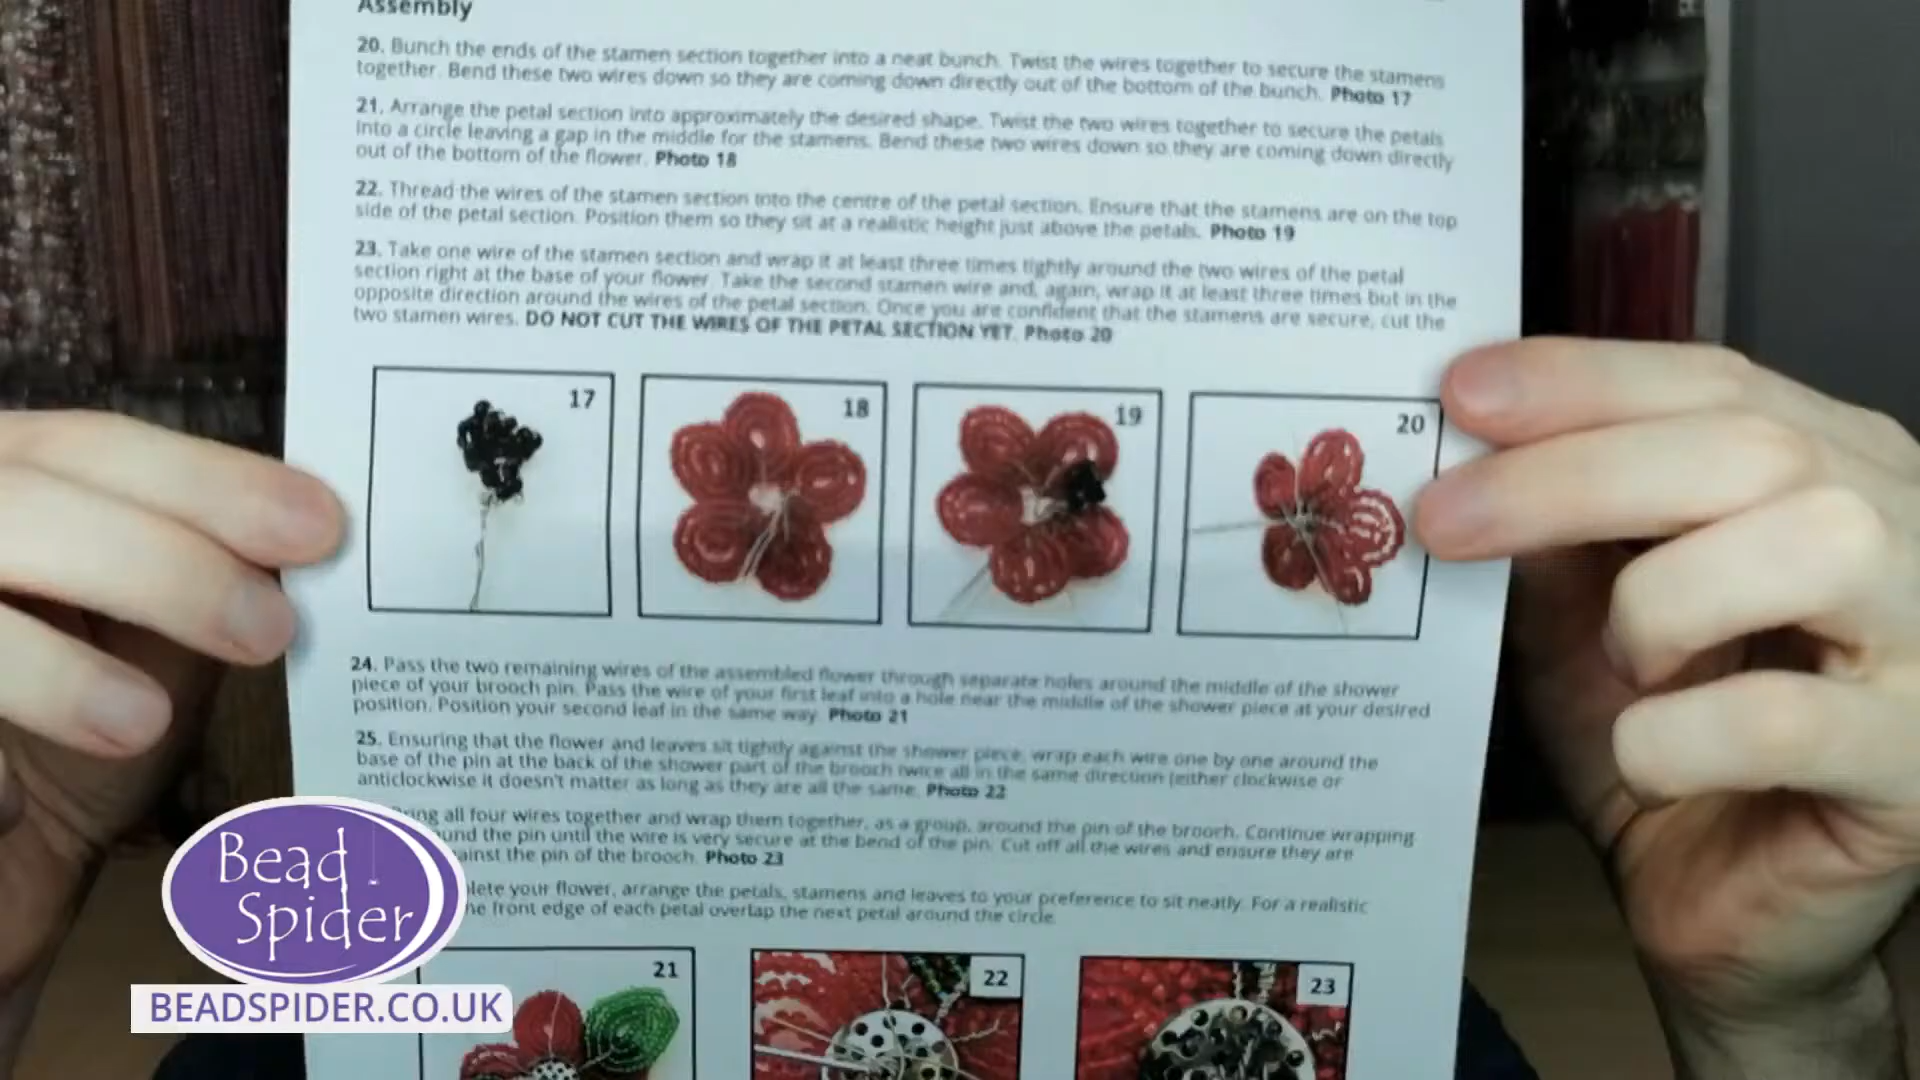 Assembly
20. Bunch the ends of the stamen section together into a neat bunch. Twist the wires together to secure the stamens
together. Bend these two wires down so they are coming down directly out of the bottom of the bunch. Photo 17
21. Arrange the petal section into approximately the desired shape. Twist the two wires together to secure the petals
into a circle leaving a gap in the middle for the stamens. Bend these two wires down so they are coming down directly
out of the bottom of the flower. Photo 18
22. Thread the wires of the stamen section into the centre of the petal section. Ensure that the stamens are on the top
side of the petal section. Position them so they sit at a realistic height just above the petals. Photo 19
23. Take one wire of the stamen section and wrap it at least three times tightly around the two wires of the petal
section right at the base of your flower. Take the second stamen wire and, again, wrap it at least three times but in the
opposite direction around the wires of the petal section. Once you are confident that the stamens are secure, cut the
two stamen wires. DO NOT CUT THE WIRES OF THE PETAL SECTION YET. Photo 20
17
18
19
20
24. Pass the two remaining wires of the assembled flower through separate holes around the middle of the shower
piece of your brooch pin. Pass the wire of your first leaf into a hole near the middle of the shower piece at your desired
position. Position your second leaf in the same way. Photo 21
25. Ensuring that the flower and leaves sit tightly against the shower piece, wrap each wire one by one around the
base of the pin at the back of the shower part of the brooch twice all in the same direction (either clockwise or
anticlockwise it doesn't matter as long as they are all the same. Photo 22
all four wires together and wrap them together, as a group, around the pin of the brooch. Continue wrapping
the pin until the wire is very secure at the bend of the pin. Cut off all the wires and ensure they are
the pin of the brooch. Photo 23
your flower, arrange the petals, stamens and leaves to your preference to sit neatly. For a realistic
front edge of each petal overlap the next petal around the circle.
21
22
23
Bead
Spider
BEADSPIDER.CO.UK